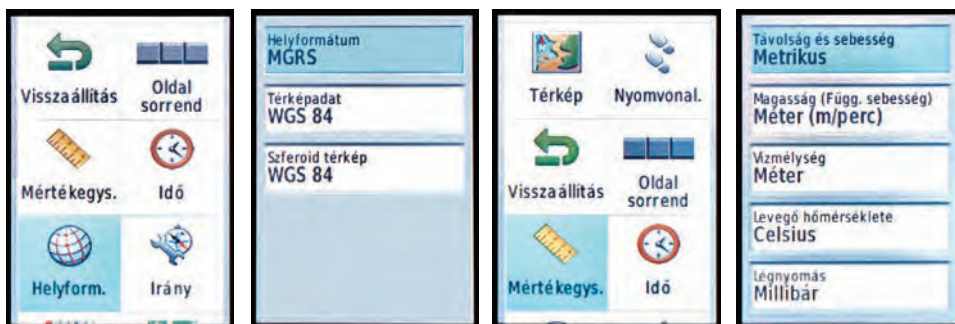 Visszaállítás
Oldal
sorrend
Mértékegys.
Idő
Helyform.
Irány
Helyformátum
MGRS
Térképadat
WGS 84
Szferoid térkép
WGS 84
Térkép
Nyomvonal.
Visszaállítás
Oldal
sorrend
Mértékegys.
Idő
Távolság és sebesség
Metrikus
Magasság (Függ. sebesség)
Méter (m/perc)
Vízmélység
Méter
Levegő hőmérséklete
Celsius
Légnyomás
Millibár